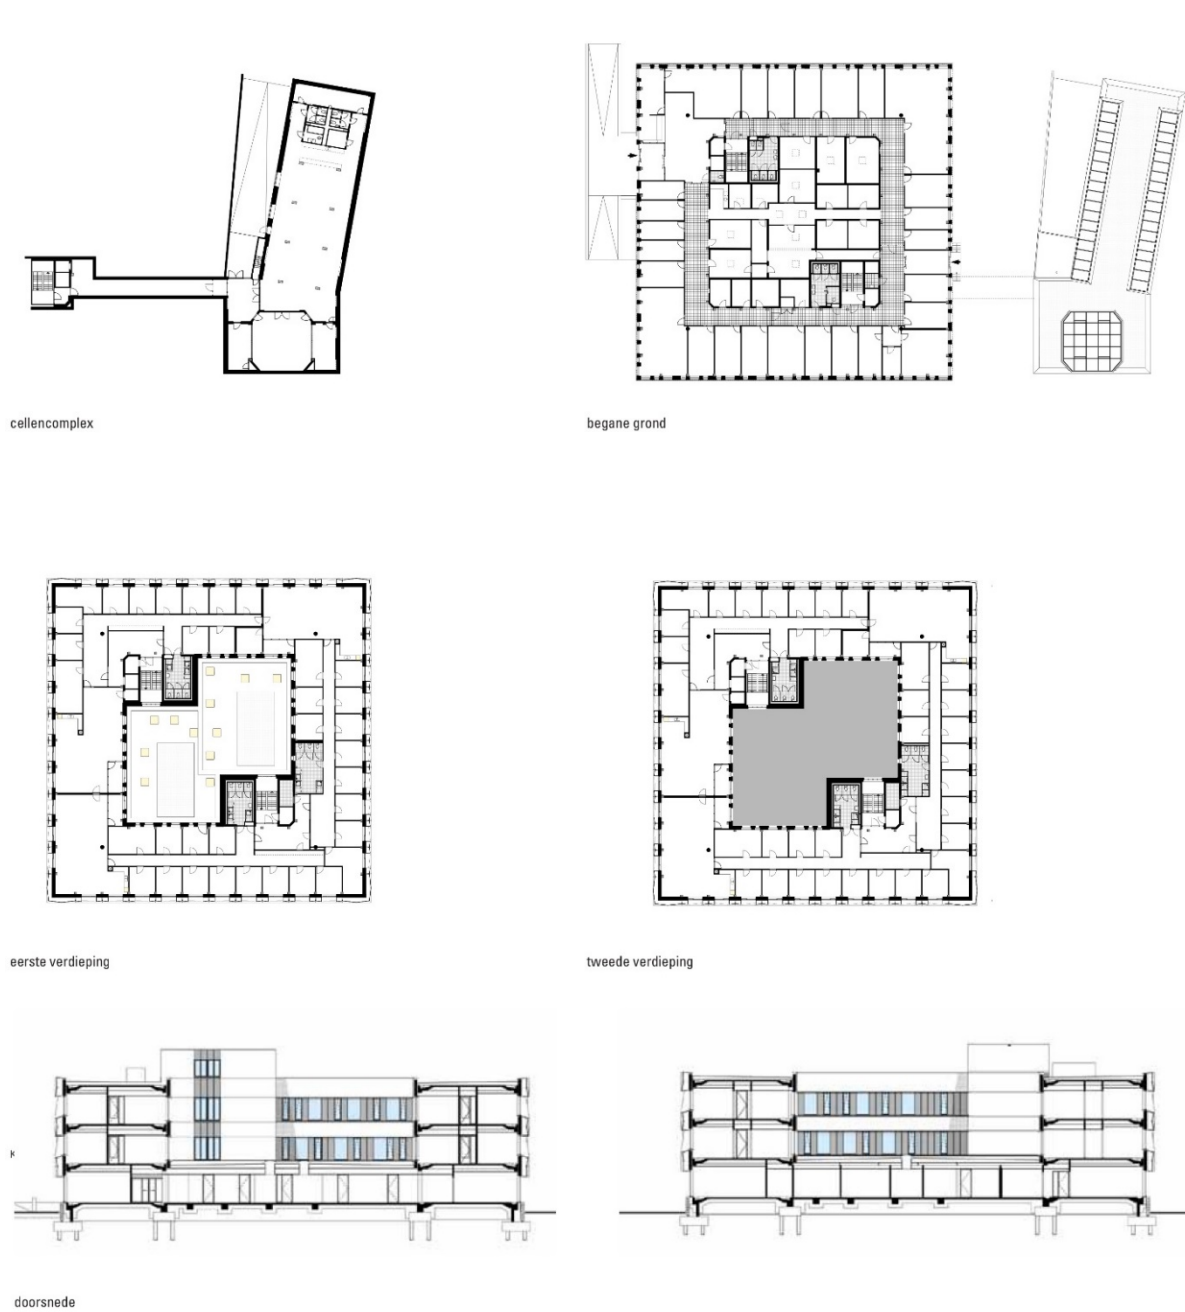 cellencomplex
begane grond
eerste verdieping
tweede verdieping
doorsnede